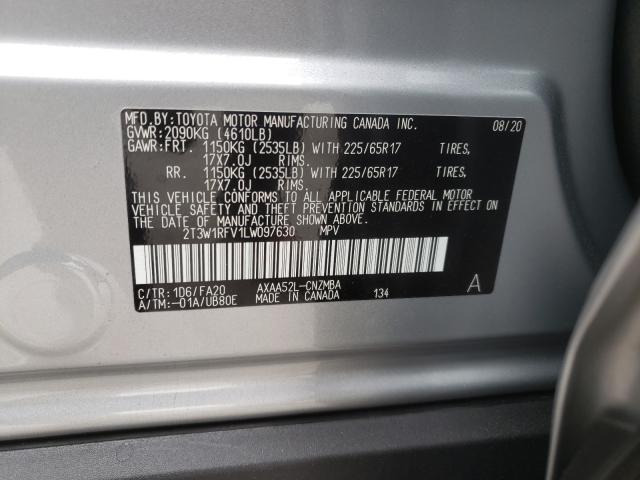 MFD.BY:TOYOTA MOTOR MANUFACTURING CANADA INC. 08/20
GVWR:2090KG (4610LB)
GAWR:FRT. 1150KG (2535LB) WITH 225/65R17 TIRES,
17X7.0J RIMS.
RR. 1150KG (2535LB) WITH 225/65R17 TIRES,
17X7.0J RIMS.
THIS VEHICLE CONFORMS TO ALL APPLICABLE FEDERAL MOTOR
VEHICLE SAFETY AND THEFT PREVENTION STANDARDS IN EFFECT
ON THE DATE OF MANUFACTURE SHOWN ABOVE.
2T3W1RFV1LW097630 MPV
C/TR:1D6/FA20 AXAA52L-CNZMBA A
A/TM:-01A/UB80E MADE IN CANADA 134